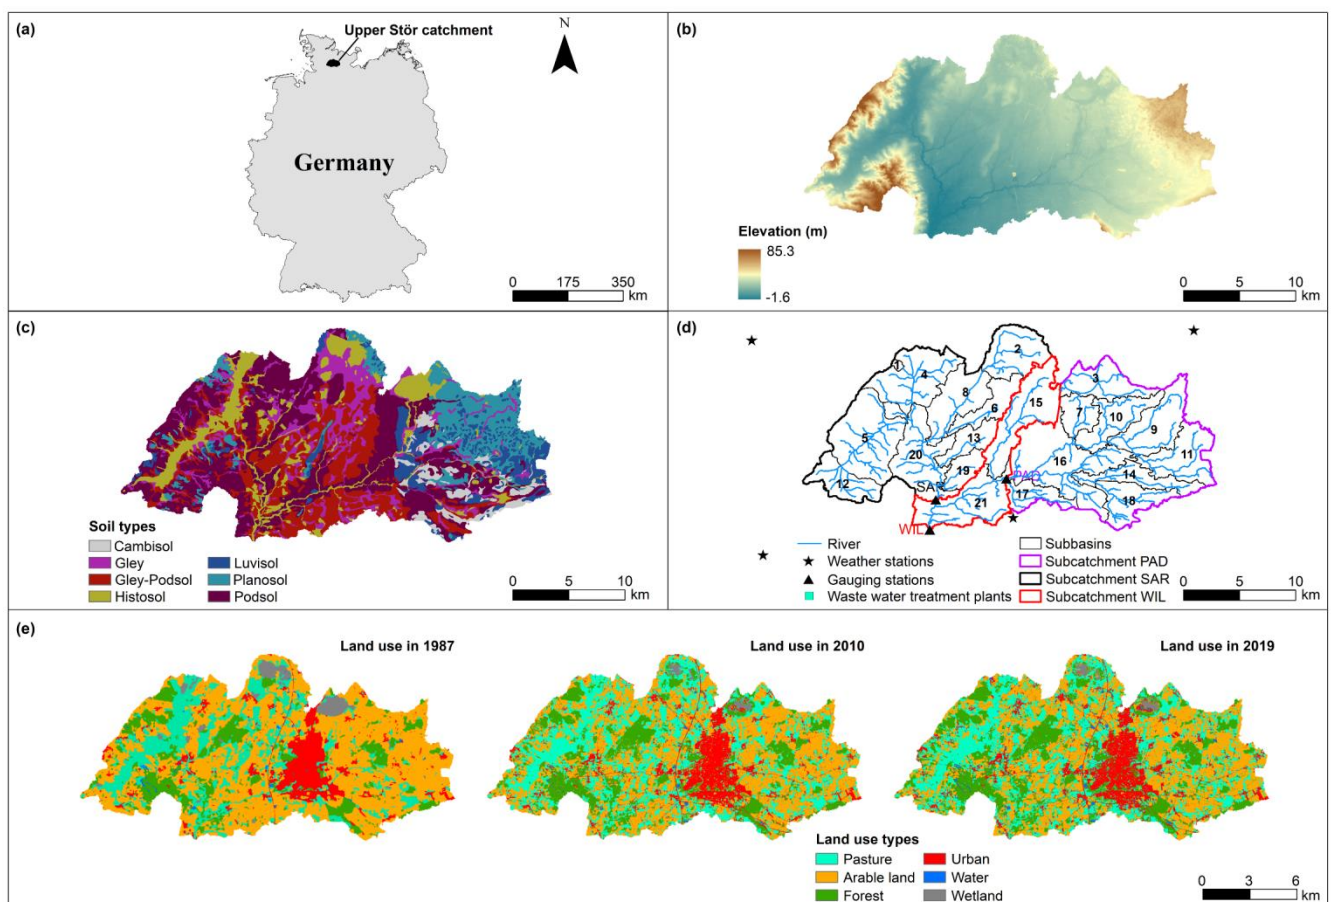 (a)
Upper Stör catchment
N
Germany
0 175 350
km
(b)
Elevation (m)
85.3
-1.6
0 5 10
km
(c)
Soil types
Cambisol
Gley Luvisol
Gley-Podsol Planosol
Histosol Podsol
0 5 10
km
(d)
1
2
3
4
5
6
7
8
9
10
11
12
13
14
15
16
17
18
19
20
21
SAR
PAD
WIL
River Subbasins
Weather stations Subcatchment PAD
Gauging stations Subcatchment SAR
Waste water treatment plants Subcatchment WIL
0 5 10
km
(e)
Land use in 1987
Land use in 2010
Land use in 2019
Land use types
Pasture Urban
Arable land Water
Forest Wetland
0 3 6
km